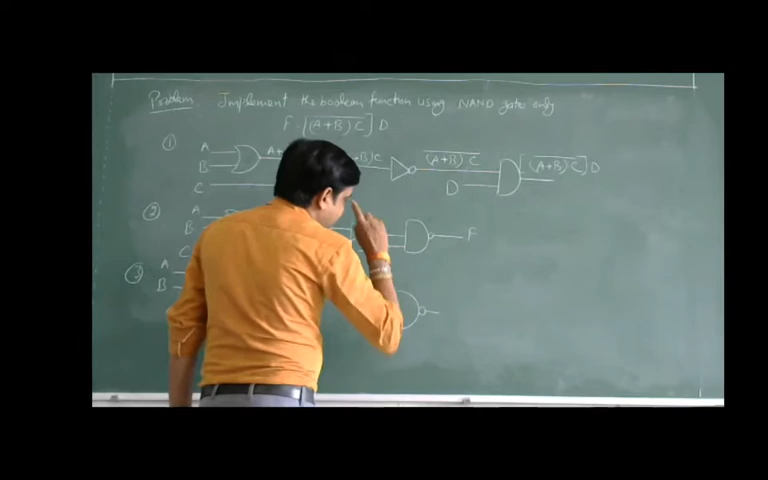 Problem. Implement the boolean function using NAND gates only
F = [(A+B) C] D
①
A
B
C
A+
B)C
(A+B) C
D
[(A+B) C] D
②
A
B
C
F
③
A
B